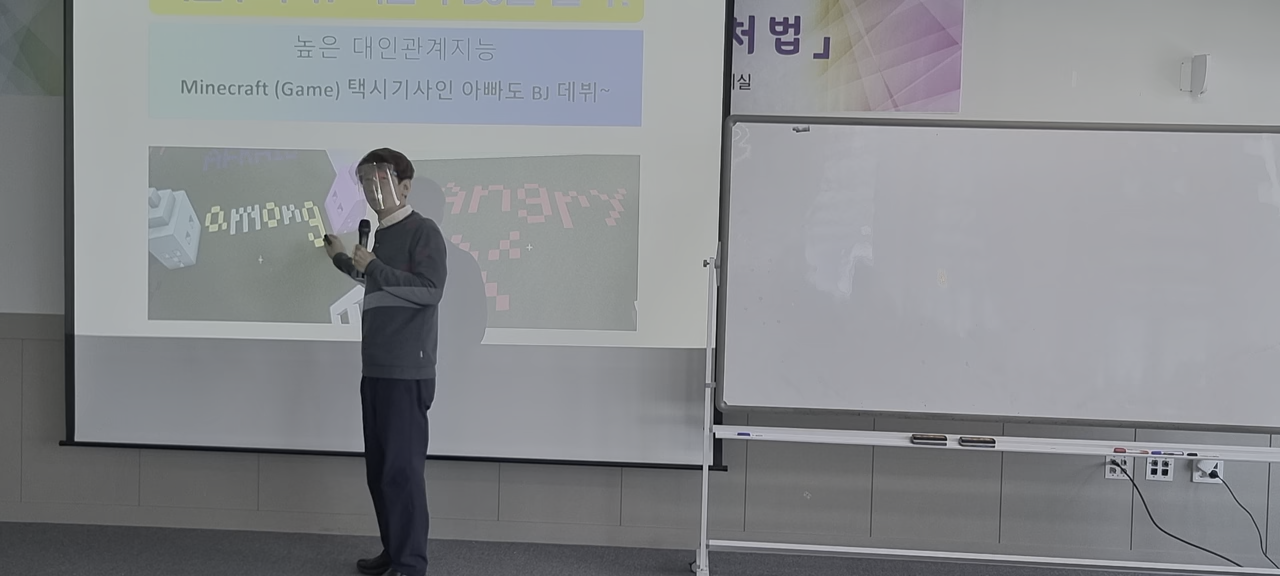 처법」
높은 대인관계지능
Minecraft (Game) 택시기사인 아빠도 BJ 데뷔~
among
angry